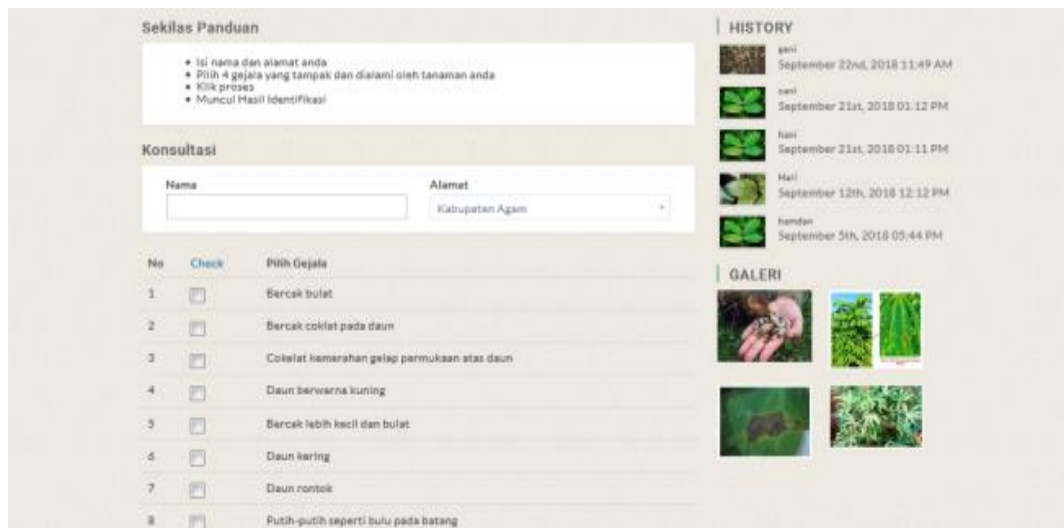 Sekilas Panduan
Isi nama dan alamat anda
Pilih 4 gejala yang tampak dan dialami oleh tanaman anda
Klik proses
Muncul Hasil Identifikasi
Konsultasi
Nama
Alamat
Kabupaten Agam
No Check Pilih Gejala
1 Bercak bulat
2 Bercak coklat pada daun
3 Cokelat kemerahan gelap permukaan atas daun
4 Daun berwarna kuning
5 Bercak lebih kecil dan bulat
6 Daun kering
7 Daun rontok
8 Putih-putih seperti bulu pada batang
HISTORY
September 22nd, 2018 11:49 AM
September 21st, 2018 01:12 PM
hani
September 21st, 2018 01:11 PM
Hari
September 12th, 2018 12:12 PM
hamdan
September 5th, 2018 05:44 PM
GALERI